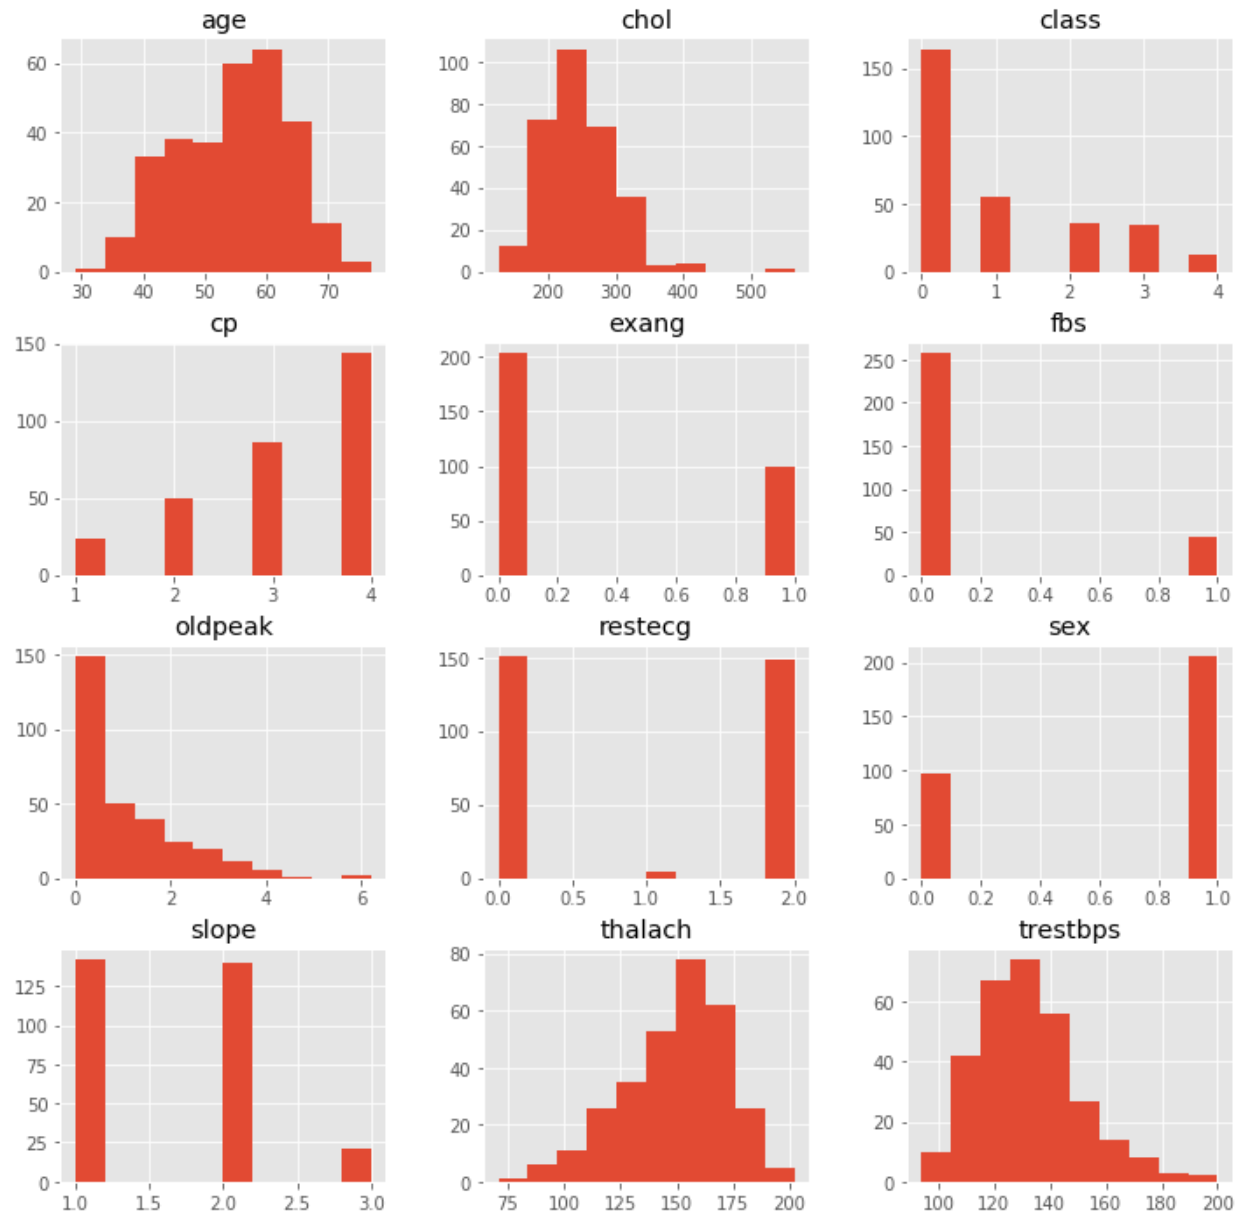 age
60
40
20
0
30 40 50 60 70
chol
100
80
60
40
20
0
200 300 400 500
class
150
100
50
0
0 1 2 3 4
cp
150
100
50
0
1 2 3 4
exang
200
150
100
50
0
0.0 0.2 0.4 0.6 0.8 1.0
fbs
250
200
150
100
50
0
0.0 0.2 0.4 0.6 0.8 1.0
oldpeak
150
100
50
0
0 2 4 6
restecg
150
100
50
0
0.0 0.5 1.0 1.5 2.0
sex
200
150
100
50
0
0.0 0.2 0.4 0.6 0.8 1.0
slope
125
100
75
50
25
0
1.0 1.5 2.0 2.5 3.0
thalach
80
60
40
20
0
75 100 125 150 175 200
trestbps
60
40
20
0
100 120 140 160 180 200